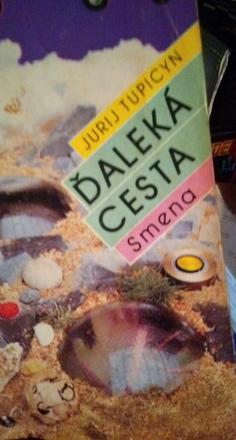 JURIJ TUPICYN
ĎALEKÁ
CESTA
smena